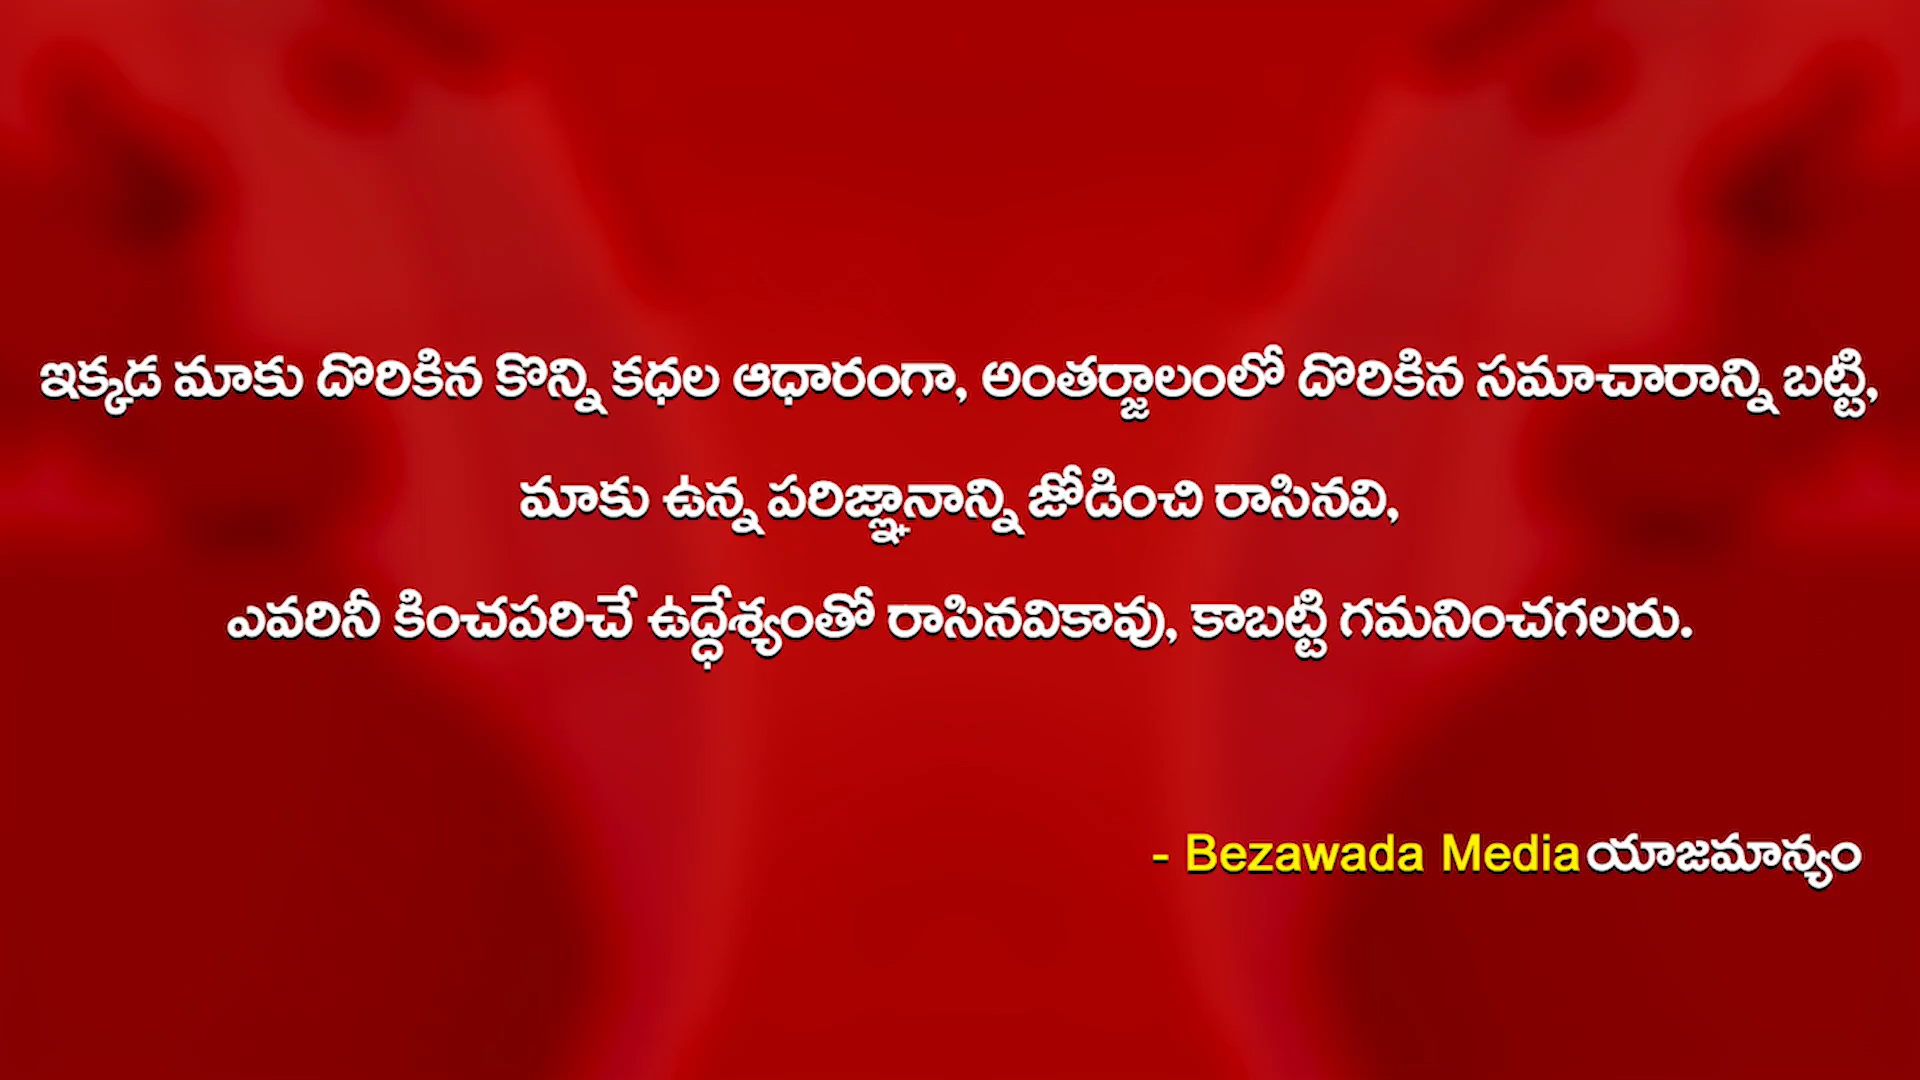 ఇక్కడ మాకు దొరికిన కొన్ని కధల ఆధారంగా, అంతర్జాలంలో దొరికిన సమాచారాన్ని బట్టి,
మాకు ఉన్న పరిజ్ఞానాన్ని జోడించి రాసినవి,
ఎవరినీ కించపరిచే ఉద్ధేశ్యంతో రాసినవికావు, కాబట్టి గమనించగలరు.
- Bezawada Media యాజమాన్యం